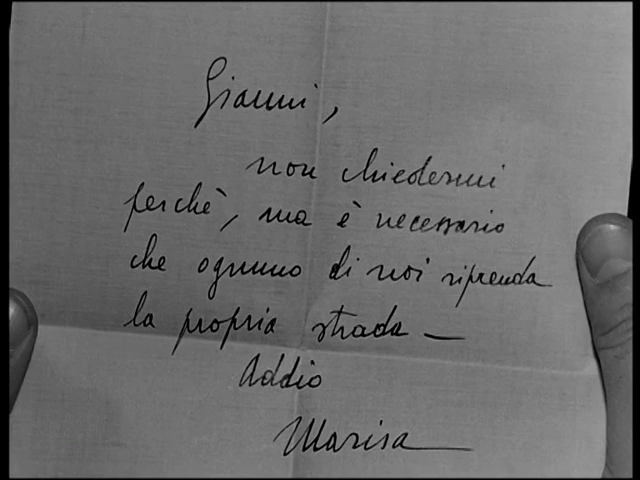 Gianni,
non chiedermi
perchè, ma è necessario
che ognuno di noi riprenda
la propria strada —
Addio
Marisa